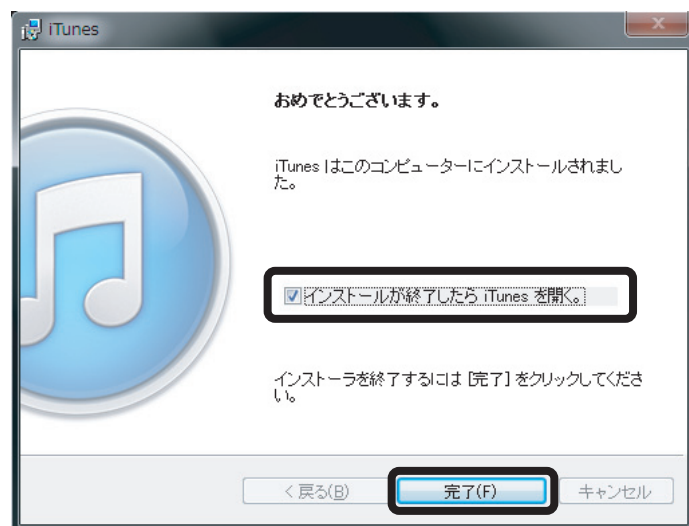 iTunes
おめでとうございます。
iTunes はこのコンピューターにインストールされまし
た。
インストールが終了したら iTunes を開く。
インストーラを終了するには [完了] をクリックしてくださ
い。
< 戻る(B)
完了(F)
キャンセル